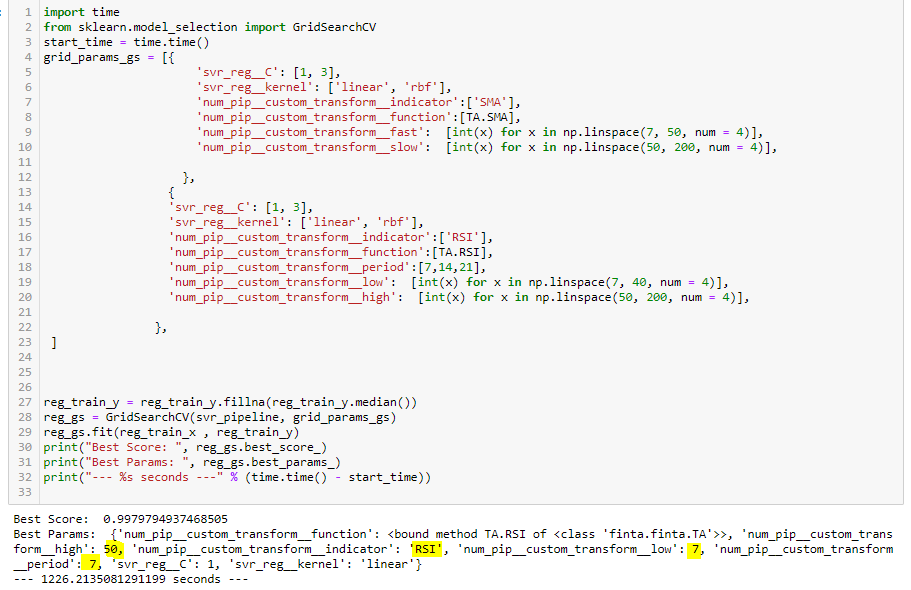 1 import time
2 from sklearn.model_selection import GridSearchCV
3 start_time = time.time()
4 grid_params_gs = [{
5 'svr_reg__C': [1, 3],
6 'svr_reg__kernel': ['linear', 'rbf'],
7 'num_pip__custom_transform__indicator':['SMA'],
8 'num_pip__custom_transform__function':[TA.SMA],
9 'num_pip__custom_transform__fast': [int(x) for x in np.linspace(7, 50, num = 4)],
10 'num_pip__custom_transform__slow': [int(x) for x in np.linspace(50, 200, num = 4)],
11
12 },
13 {
14 'svr_reg__C': [1, 3],
15 'svr_reg__kernel': ['linear', 'rbf'],
16 'num_pip__custom_transform__indicator':['RSI'],
17 'num_pip__custom_transform__function':[TA.RSI],
18 'num_pip__custom_transform__period':[7,14,21],
19 'num_pip__custom_transform__low': [int(x) for x in np.linspace(7, 40, num = 4)],
20 'num_pip__custom_transform__high': [int(x) for x in np.linspace(50, 200, num = 4)],
21
22 },
23 ]
24
25
26
27 reg_train_y = reg_train_y.fillna(reg_train_y.median())
28 reg_gs = GridSearchCV(svr_pipeline, grid_params_gs)
29 reg_gs.fit(reg_train_x , reg_train_y)
30 print("Best Score: ", reg_gs.best_score_)
31 print("Best Params: ", reg_gs.best_params_)
32 print("--- %s seconds ---" % (time.time() - start_time))
33
Best Score: 0.9979794937468505
Best Params: {'num_pip__custom_transform__function': <bound method TA.RSI of <class 'finta.finta.TA'>>, 'num_pip__custom_trans
form__high': 50, 'num_pip__custom_transform__indicator': 'RSI', 'num_pip__custom_transform__low': 7, 'num_pip__custom_transform
__period': 7, 'svr_reg__C': 1, 'svr_reg__kernel': 'linear'}
--- 1226.2135081291199 seconds ---